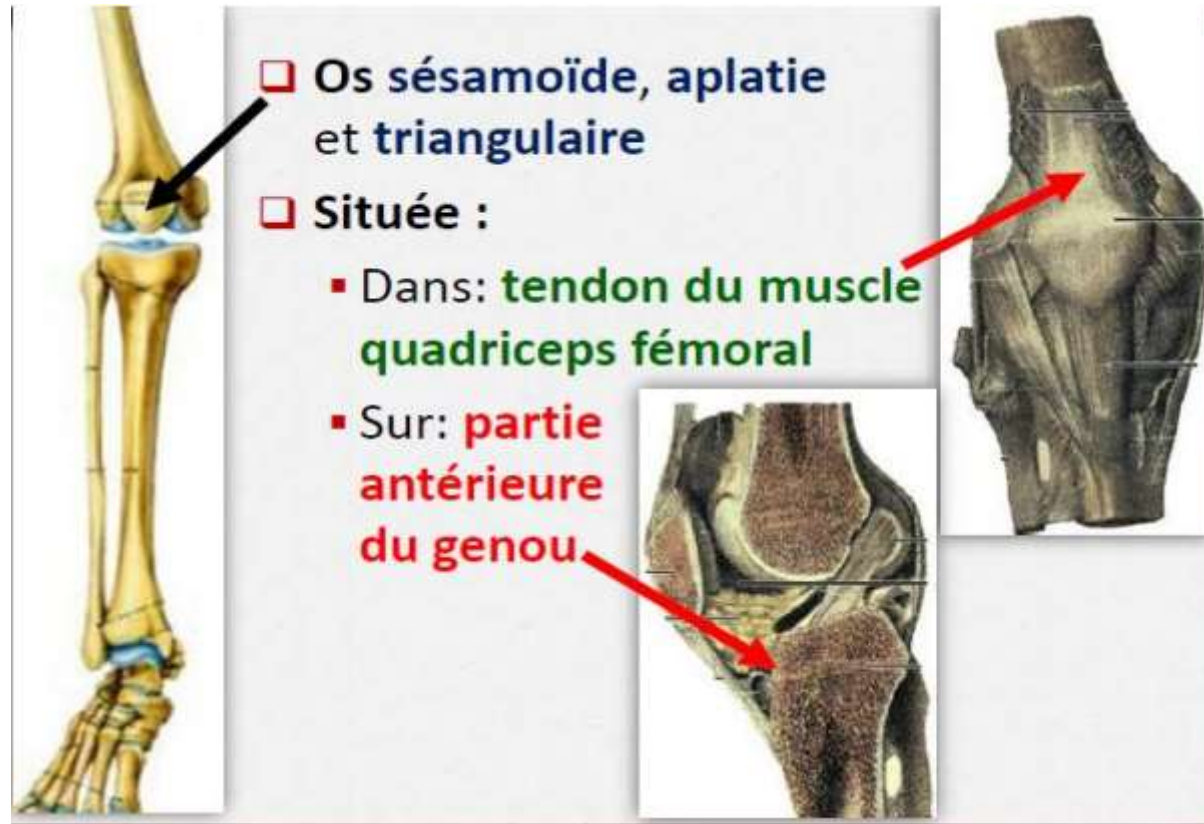 ❑ Os sésamoïde, aplatie
et triangulaire
❑ Située :
▪ Dans: tendon du muscle
quadriceps fémoral
▪ Sur: partie
antérieure
du genou